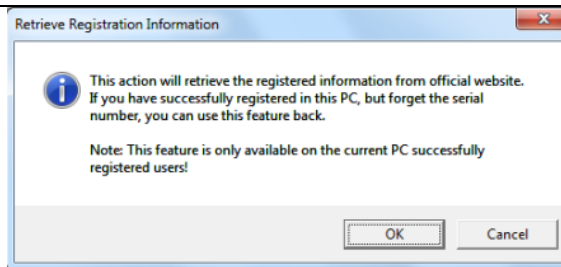 Retrieve Registration Information
This action will retrieve the registered information from official website.
If you have successfully registered in this PC, but forget the serial
number, you can use this feature back.
Note: This feature is only available on the current PC successfully
registered users!
OK
Cancel